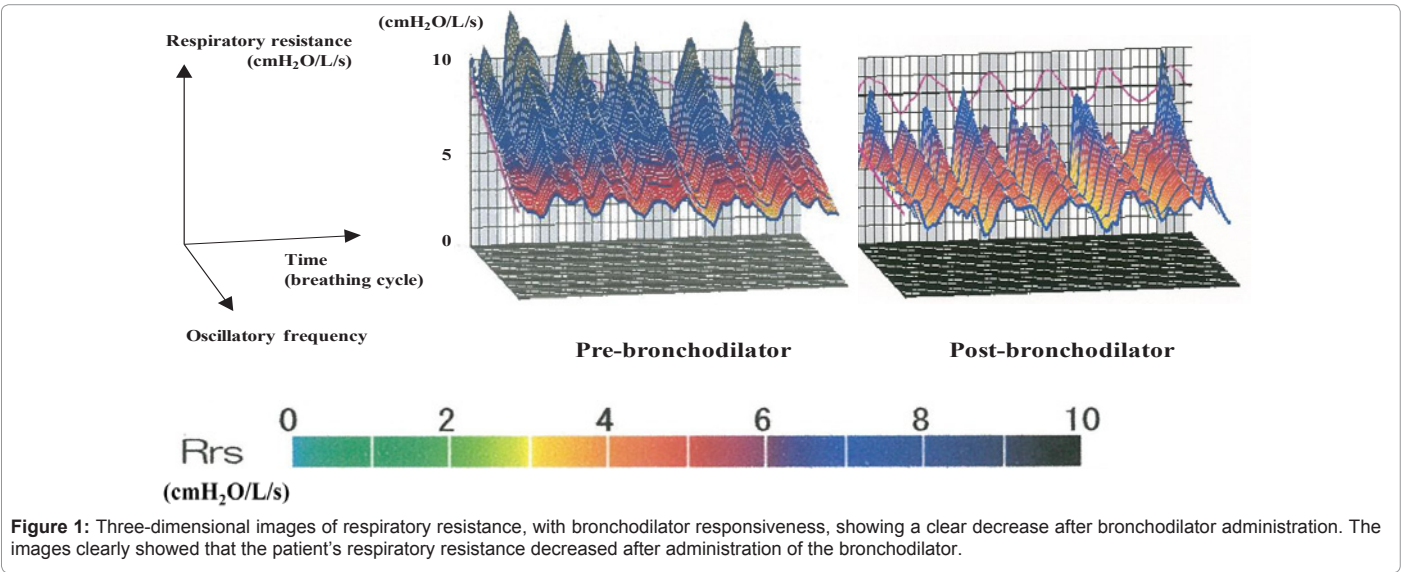 Respiratory resistance
(cmH₂O/L/s)
Time
(breathing cycle)
Oscillatory frequency
(cmH₂O/L/s)
10
5
0
Pre-bronchodilator
Post-bronchodilator
0 2 4 6 8 10
Rrs
(cmH₂O/L/s)
Figure 1: Three-dimensional images of respiratory resistance, with bronchodilator responsiveness, showing a clear decrease after bronchodilator administration. The
images clearly showed that the patient's respiratory resistance decreased after administration of the bronchodilator.